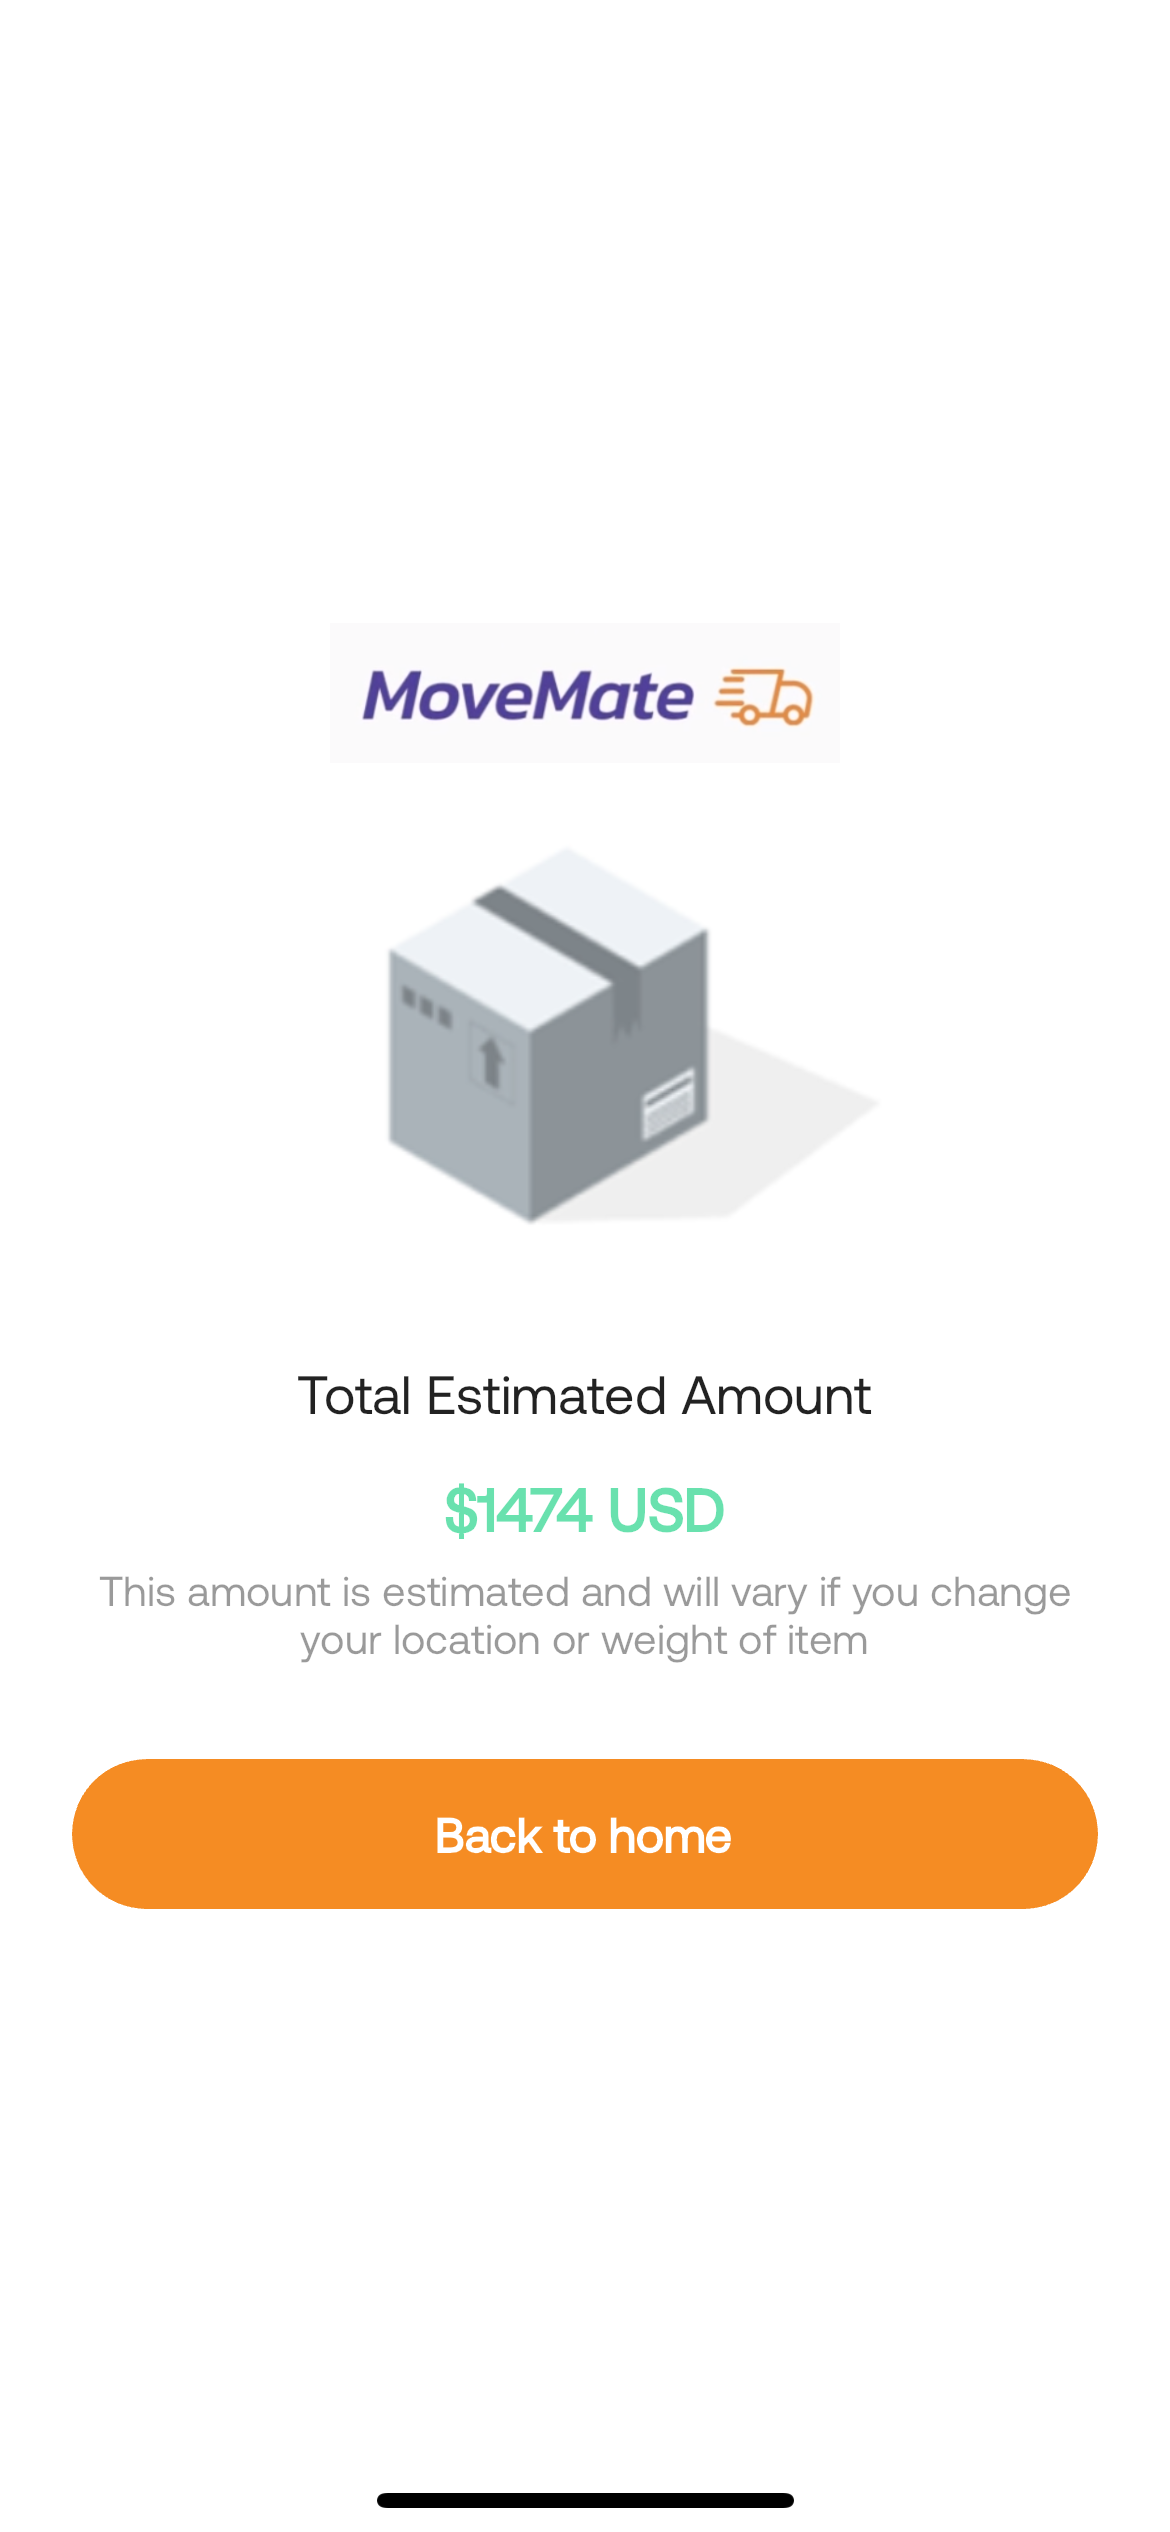 MoveMate
Total Estimated Amount
$1474 USD
This amount is estimated and will vary if you change
your location or weight of item
Back to home